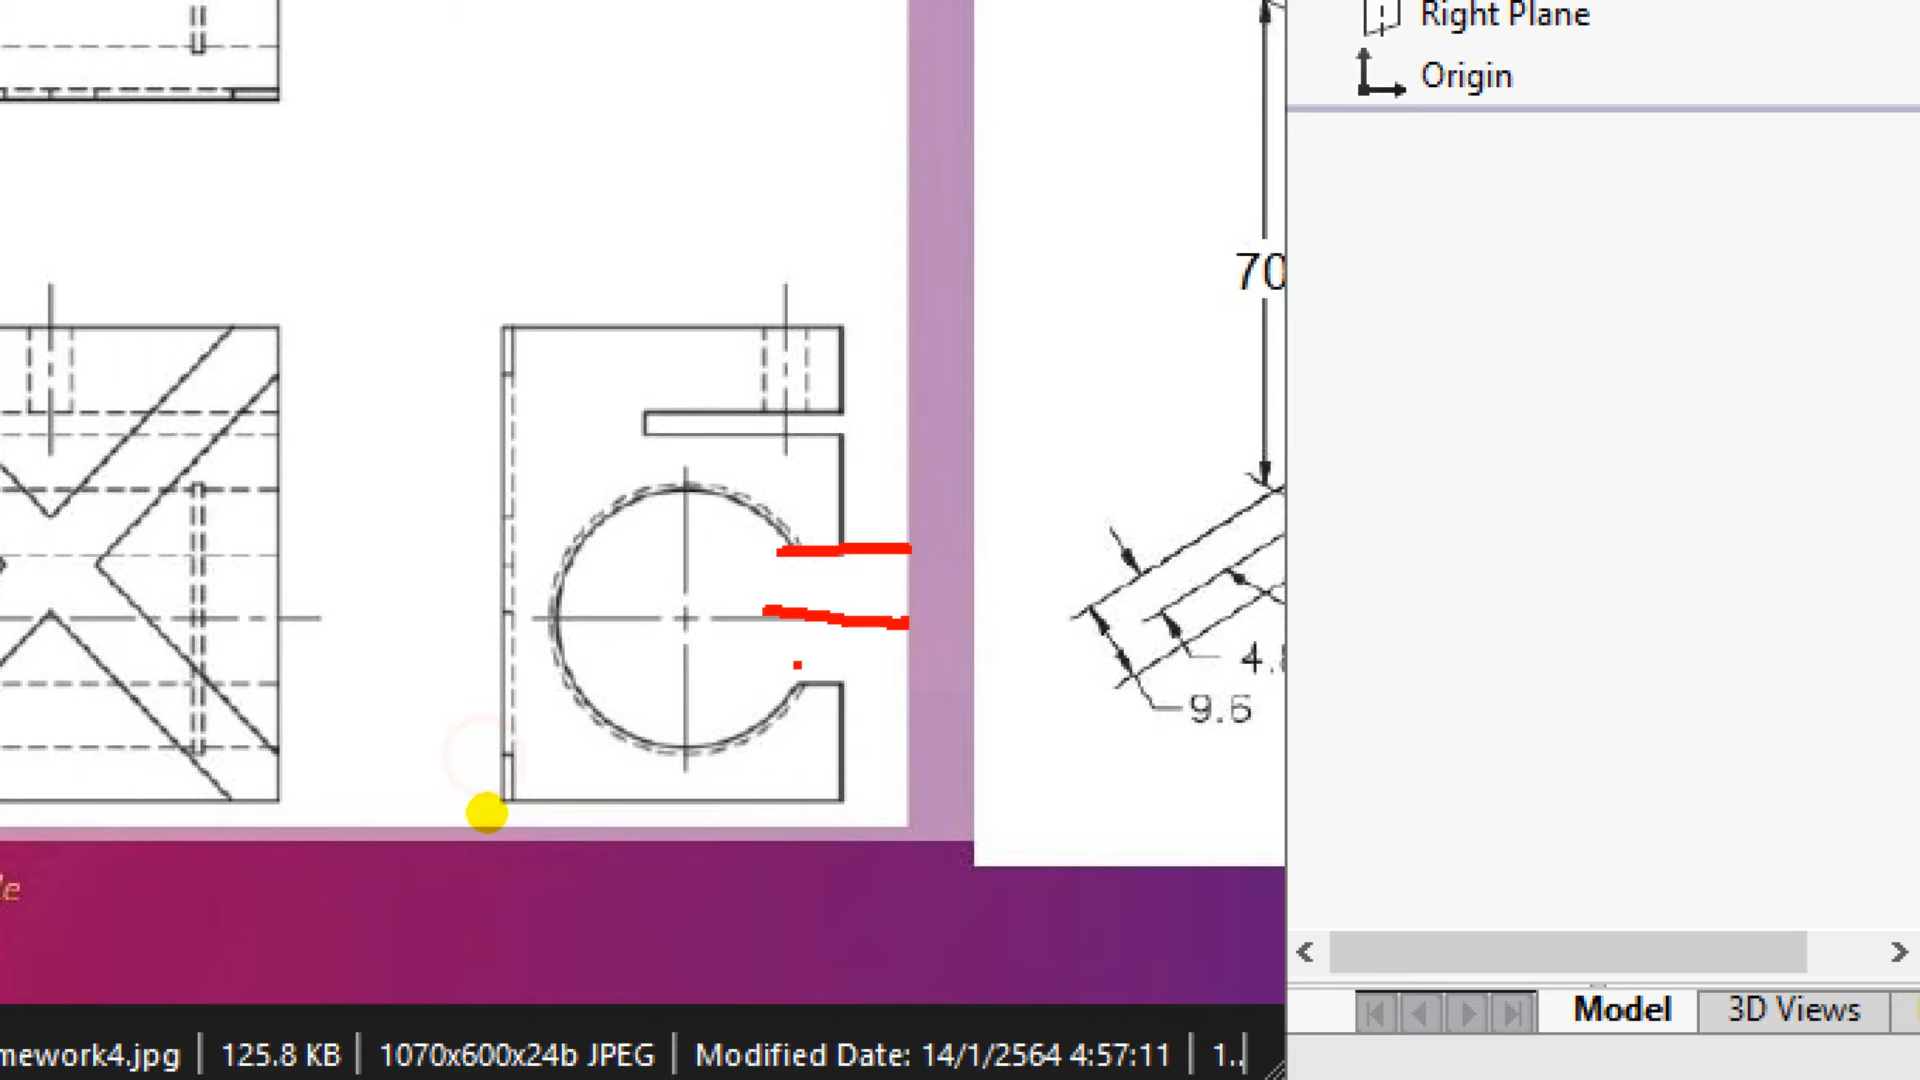 Right Plane
Origin
70
9.6
Model
3D Views
mework4.jpg
125.8 KB
1070x600x24b JPEG
Modified Date: 14/1/2564 4:57:11
1..